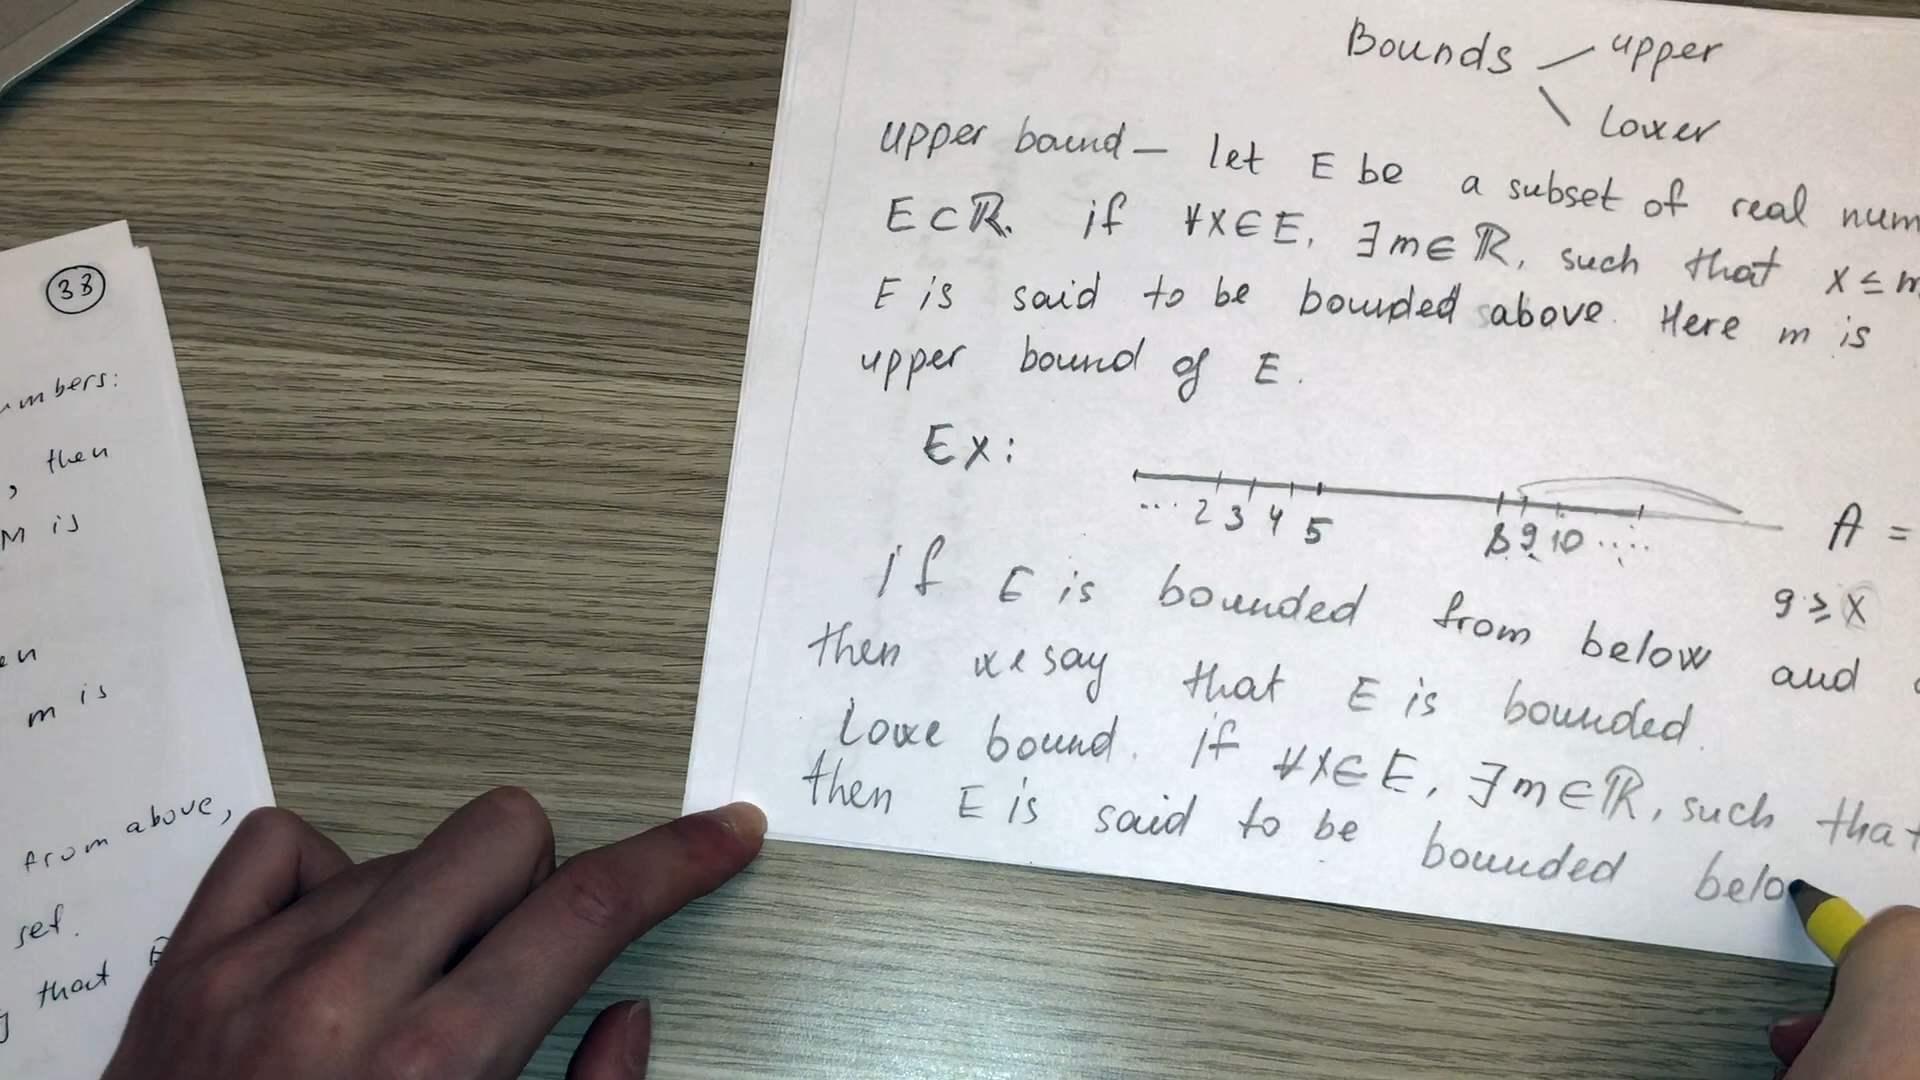 Bounds upper
Lower
upper bound — let E be a subset of real num
E⊂ℝ. if ∀x∈E, ∃m∈ℝ, such that x≤m
E is said to be bounded above. Here m is
upper bound of E.
Ex:
... 2 3 4 5 8 9 10 ....
A =
9≥x
if E is bounded from below and
then we say that E is bounded.
Lowe bound. if ∀x∈E, ∃m∈ℝ, such that
then E is said to be bounded belo
38
mbers:
, then
M is
en
m is
from above,
set.
that